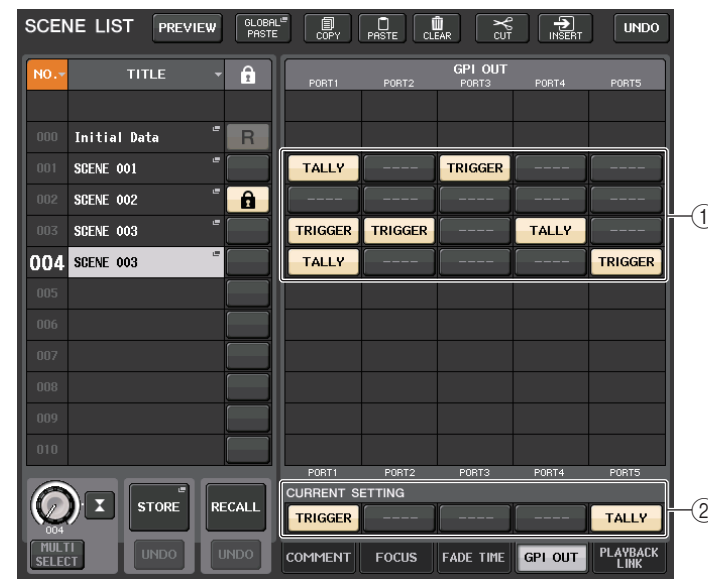 SCENE LIST PREVIEW GLOBAL PASTE COPY PASTE CLEAR CUT INSERT UNDO
NO. TITLE GPI OUT
PORT1 PORT2 PORT3 PORT4 PORT5
000 Initial Data R
001 SCENE 001 TALLY ---- TRIGGER ---- ----
002 SCENE 002 ---- ---- ---- ---- ----
1
003 SCENE 003 TRIGGER TRIGGER ---- TALLY ----
004 SCENE 003 TALLY ---- ---- ---- TRIGGER
005
006
007
008
009
010
PORT1 PORT2 PORT3 PORT4 PORT5
CURRENT SETTING
STORE RECALL TRIGGER ---- ---- ---- TALLY
2
004
MULTI SELECT UNDO UNDO COMMENT FOCUS FADE TIME GPI OUT PLAYBACK LINK